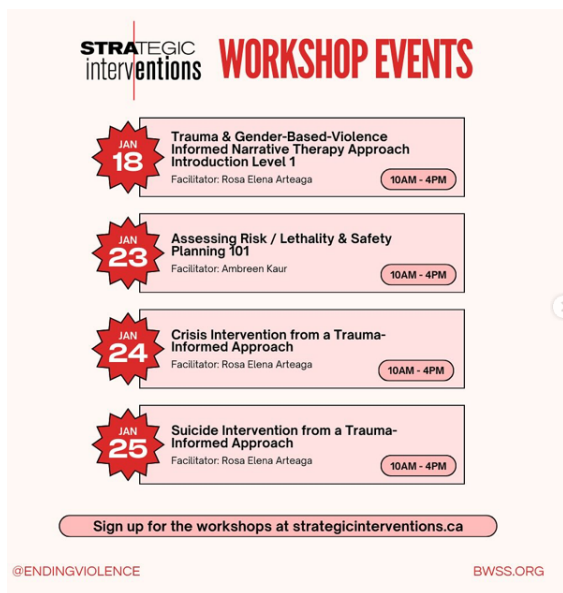 STRATEGIC
interventions
WORKSHOP EVENTS
JAN
18
Trauma & Gender-Based-Violence
Informed Narrative Therapy Approach
Introduction Level 1
Facilitator: Rosa Elena Arteaga
10AM - 4PM
JAN
23
Assessing Risk / Lethality & Safety
Planning 101
Facilitator: Ambreen Kaur
10AM - 4PM
JAN
24
Crisis Intervention from a Trauma-
Informed Approach
Facilitator: Rosa Elena Arteaga
10AM - 4PM
JAN
25
Suicide Intervention from a Trauma-
Informed Approach
Facilitator: Rosa Elena Arteaga
10AM - 4PM
Sign up for the workshops at strategicinterventions.ca
@ENDINGVIOLENCE
BWSS.ORG